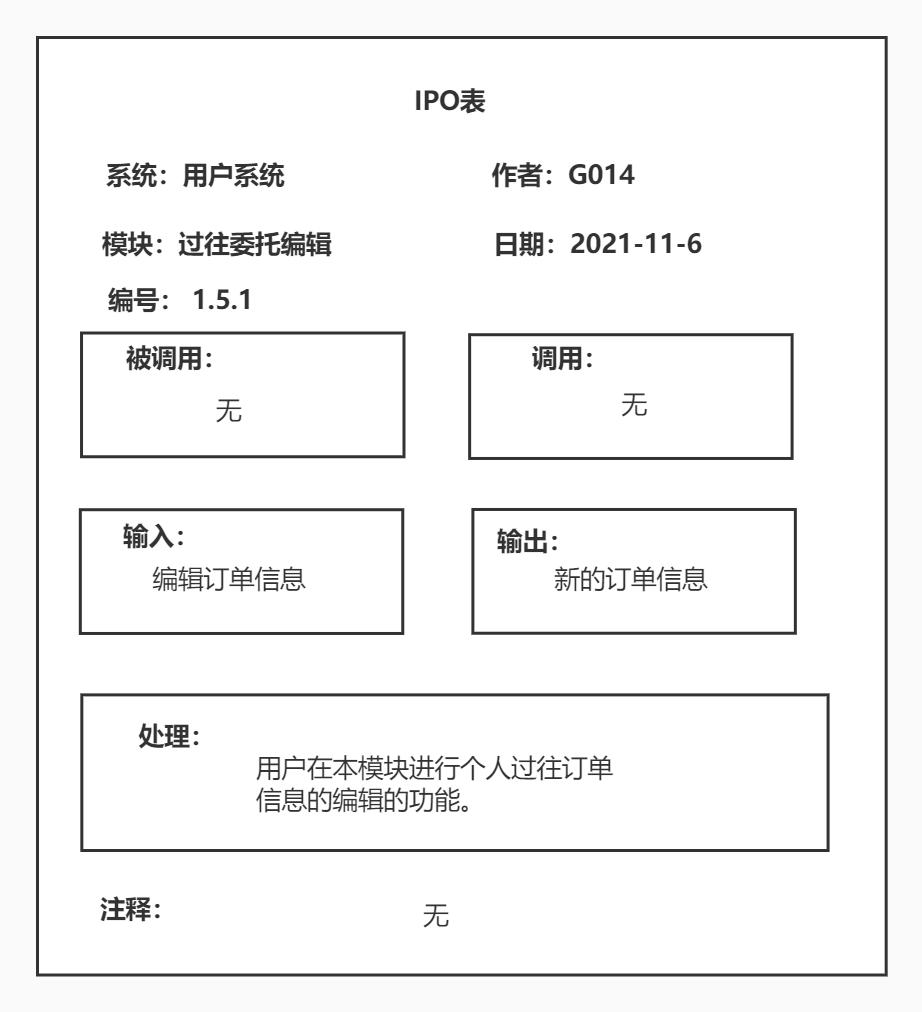 IPO表
系统：用户系统
作者：G014
模块：过往委托编辑
日期：2021-11-6
编号： 1.5.1
被调用：
无
调用：
无
输入：
编辑订单信息
输出：
新的订单信息
处理：
用户在本模块进行个人过往订单
信息的编辑的功能。
注释：
无